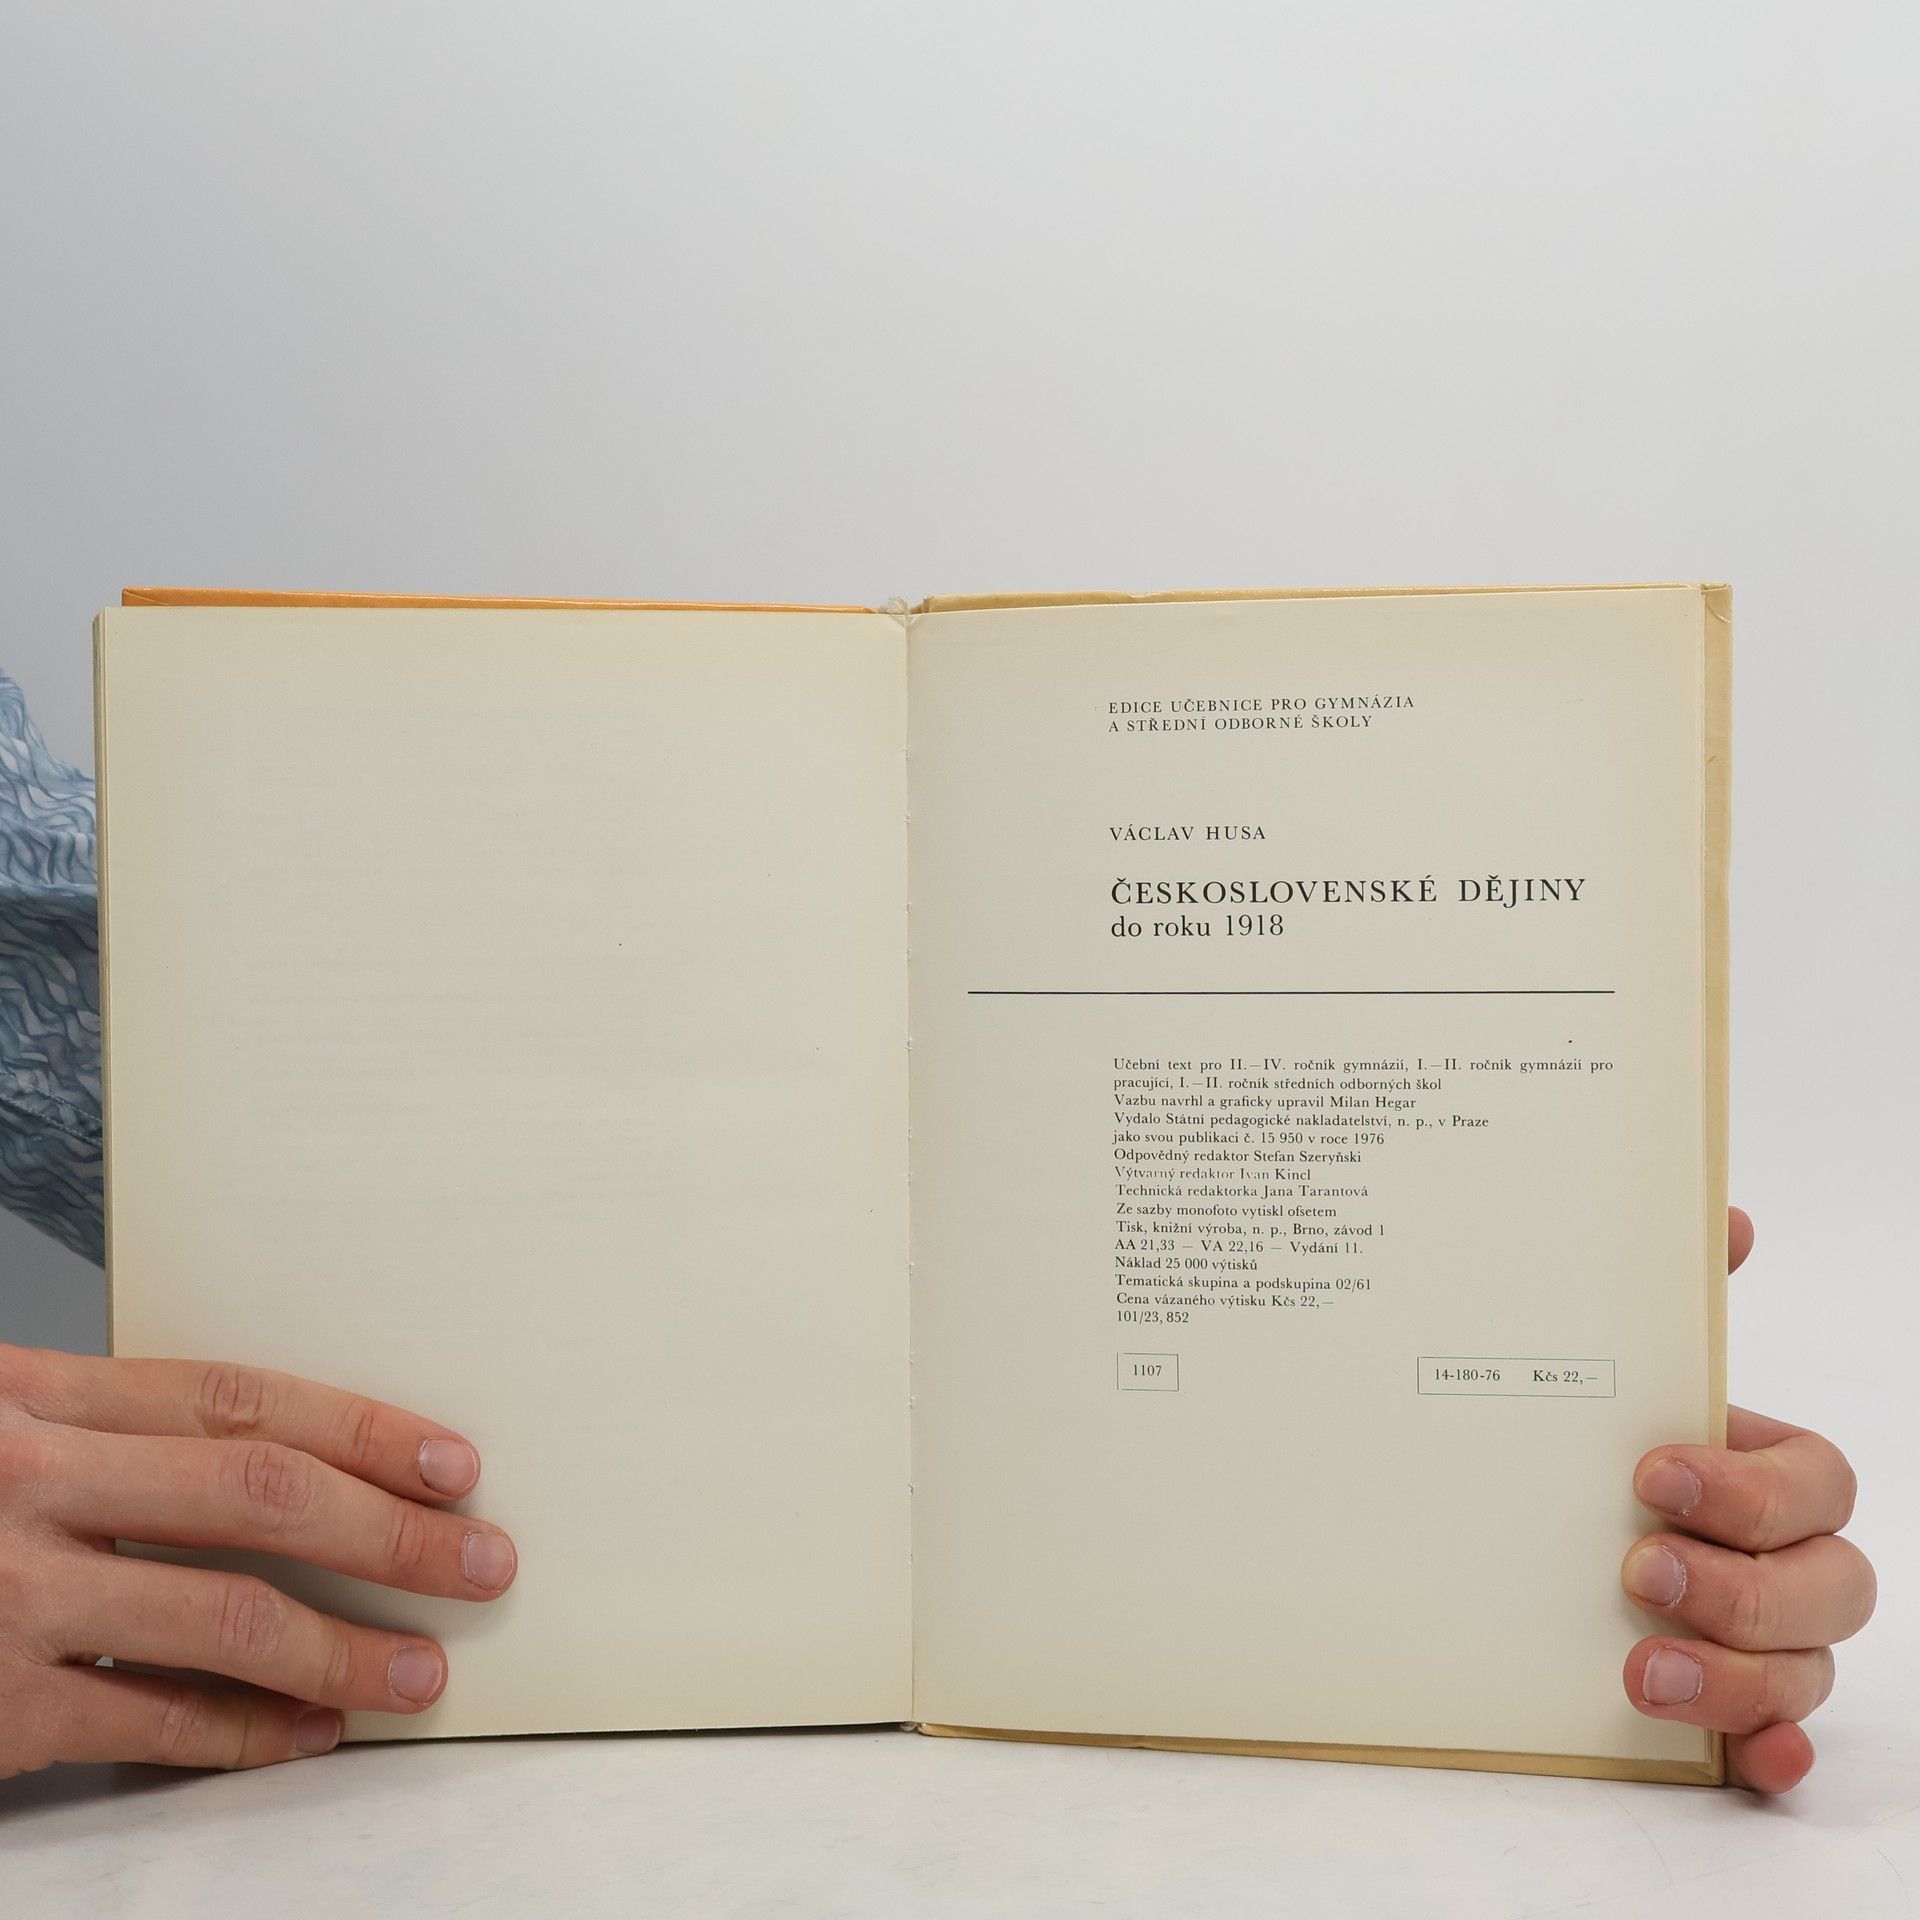 EDICE UČEBNICE PRO GYMNÁZIA
A STŘEDNÍ ODBORNÉ ŠKOLY
VÁCLAV HUSA
ČESKOSLOVENSKÉ DĚJINY
do roku 1918
Učební text pro II.—IV. ročník gymnázií, I.—II. ročník gymnázií pro
pracující, I.—II. ročník středních odborných škol
Vazbu navrhl a graficky upravil Milan Hegar
Vydalo Státní pedagogické nakladatelství, n. p., v Praze
jako svou publikaci č. 15 950 v roce 1976
Odpovědný redaktor Stefan Szeryński
Výtvarný redaktor Ivan Kincl
Technická redaktorka Jana Tarantová
Ze sazby monofoto vytiskl ofsetem
Tisk, knižní výroba, n. p., Brno, závod 1
AA 21,33 — VA 22,16 — Vydání 11.
Náklad 25 000 výtisků
Tematická skupina a podskupina 02/61
Cena vázaného výtisku Kčs 22,—
101/23, 852
1107
14-180-76 Kčs 22,—